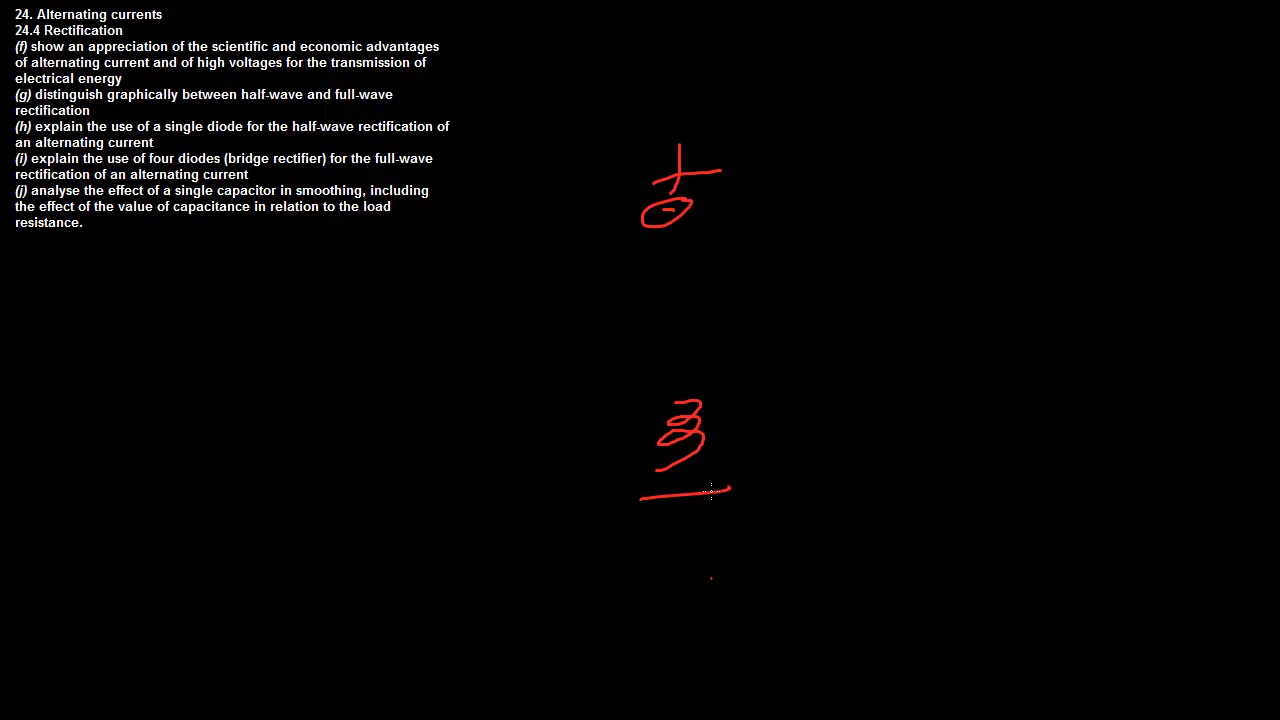 24. Alternating currents
24.4 Rectification
(f) show an appreciation of the scientific and economic advantages
of alternating current and of high voltages for the transmission of
electrical energy
(g) distinguish graphically between half-wave and full-wave
rectification
(h) explain the use of a single diode for the half-wave rectification of
an alternating current
(i) explain the use of four diodes (bridge rectifier) for the full-wave
rectification of an alternating current
(j) analyse the effect of a single capacitor in smoothing, including
the effect of the value of capacitance in relation to the load
resistance.